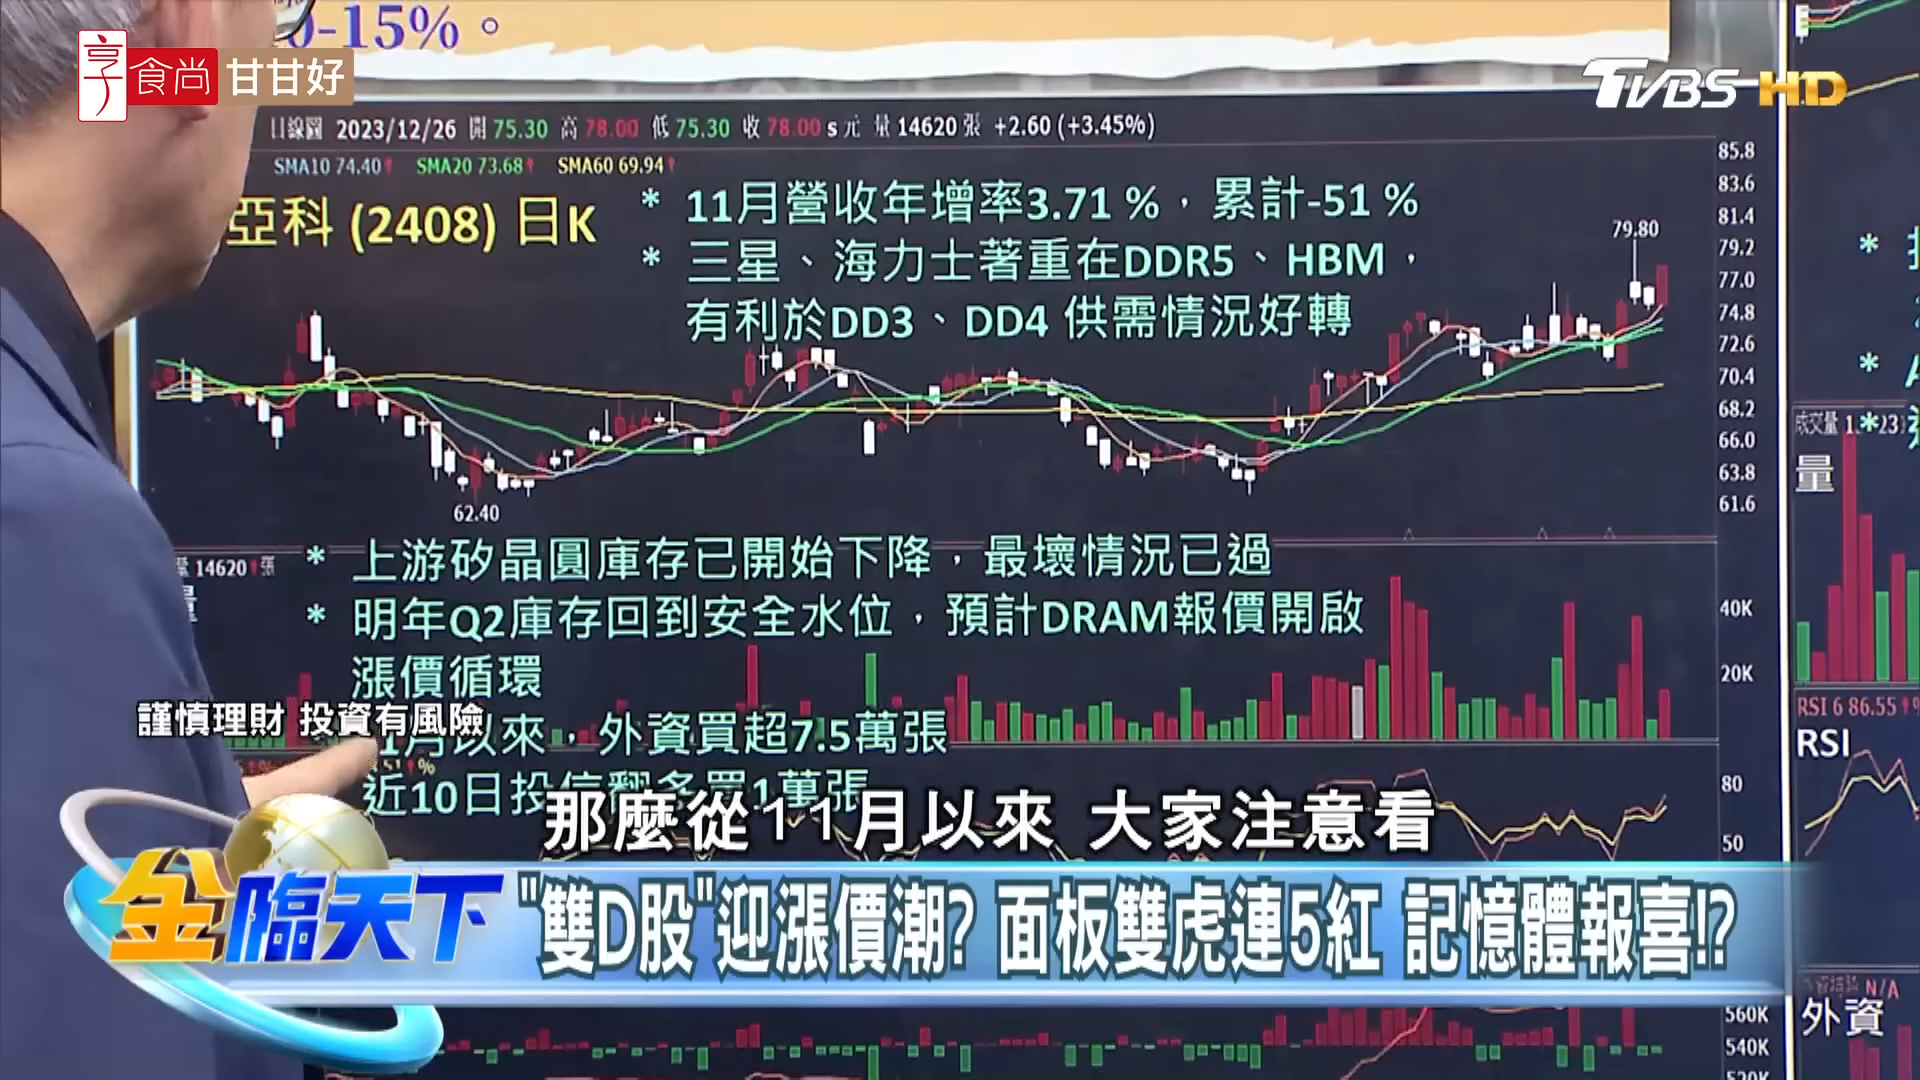 0-15%。
享食尚 甘甘好
TVBS HD
日線圖 2023/12/26 開 75.30 高 78.00 低 75.30 收 78.00 s 元 量 14620 張 +2.60 (+3.45%)
SMA10 74.40 SMA20 73.68 SMA60 69.94
亞科 (2408) 日K
* 11月營收年增率3.71 %，累計-51 %
* 三星、海力士著重在DDR5、HBM，
有利於DD3、DD4 供需情況好轉
79.80
62.40
85.8
83.6
81.4
79.2
77.0
74.8
72.6
70.4
68.2
66.0
63.8
61.6
量 14620 張
量
* 上游矽晶圓庫存已開始下降，最壞情況已過
* 明年Q2庫存回到安全水位，預計DRAM報價開啟
漲價循環
1月以來，外資買超7.5萬張
近10日投信翻多買1萬張
40K
20K
80
50
謹慎理財 投資有風險
那麼從11月以來 大家注意看
金臨天下
"雙D股"迎漲價潮? 面板雙虎連5紅 記憶體報喜!?
560K
540K
520K
成交量
量
RSI 6 86.55
RSI
N/A
外資